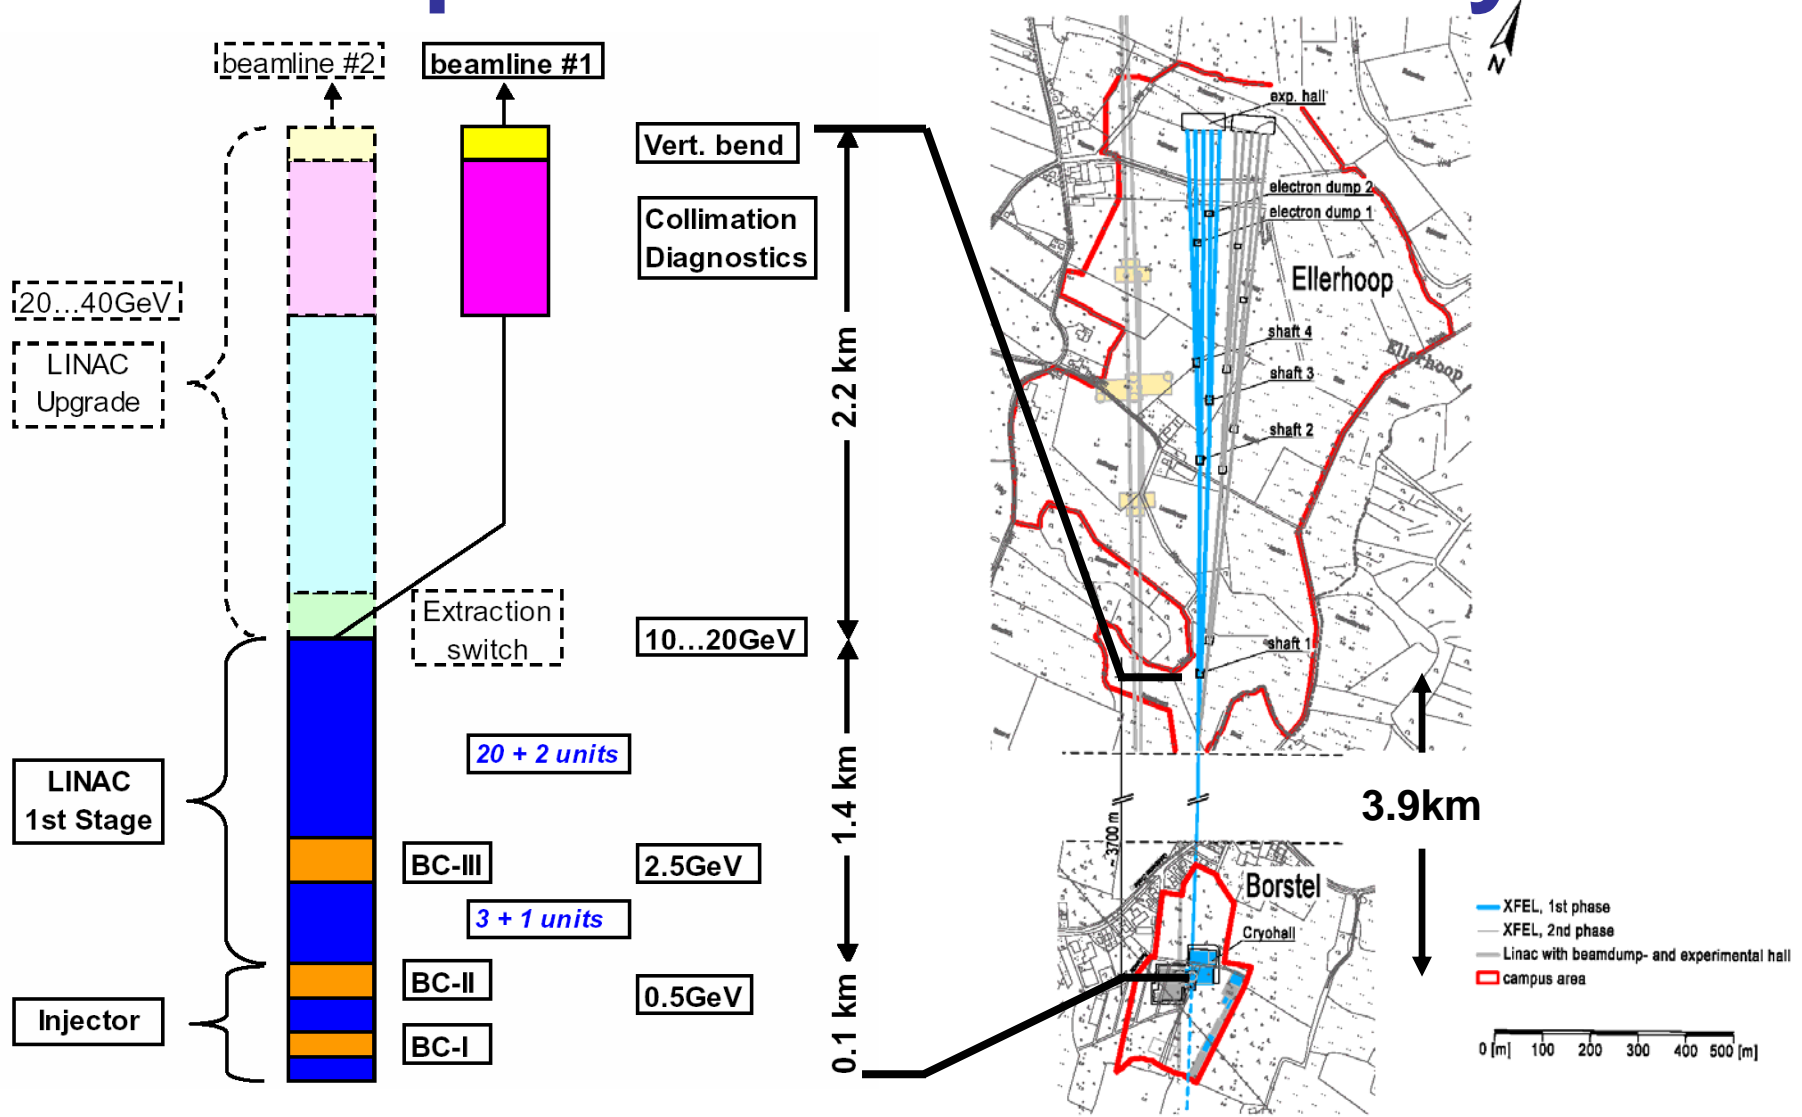 beamline #2
beamline #1
Vert. bend
Collimation
Diagnostics
20...40GeV
LINAC
Upgrade
Extraction
switch
10...20GeV
20 + 2 units
LINAC
1st Stage
BC-III
2.5GeV
3 + 1 units
BC-II
0.5GeV
Injector
BC-I
2.2 km
1.4 km
0.1 km
N
exp. hall
electron dump 2
electron dump 1
Ellerhoop
shaft 4
Ellerhoop
shaft 3
shaft 2
shaft 1
3.9km
~ 3700 m
Borstel
Cryohall
XFEL, 1st phase
XFEL, 2nd phase
Linac with beamdump- and experimental hall
campus area
0 [m] 100 200 300 400 500 [m]